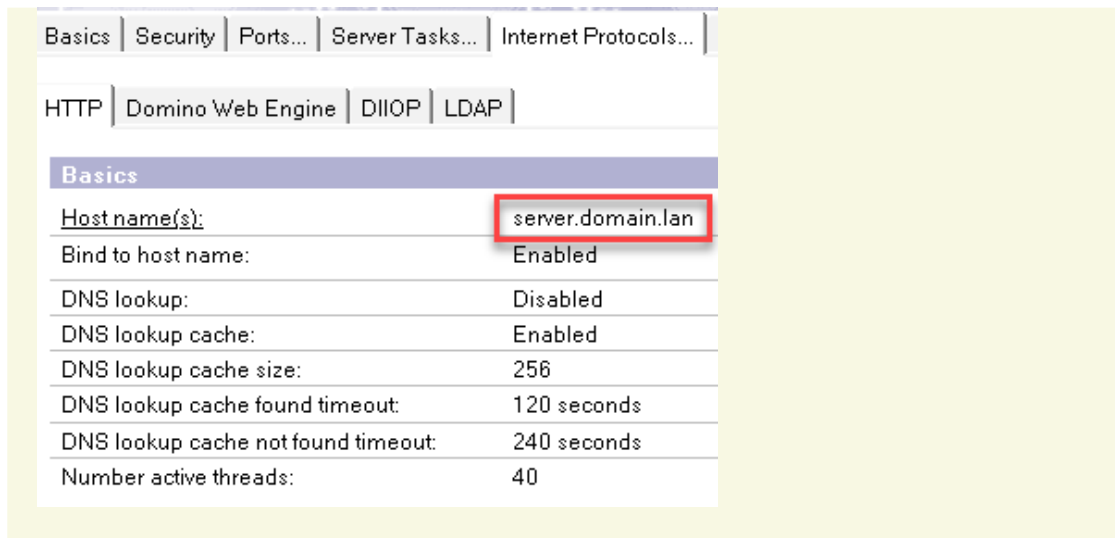 Basics Security Ports... Server Tasks... Internet Protocols...
HTTP Domino Web Engine DIIOP LDAP
Basics
Host name(s): server.domain.lan
Bind to host name: Enabled
DNS lookup: Disabled
DNS lookup cache: Enabled
DNS lookup cache size: 256
DNS lookup cache found timeout: 120 seconds
DNS lookup cache not found timeout: 240 seconds
Number active threads: 40